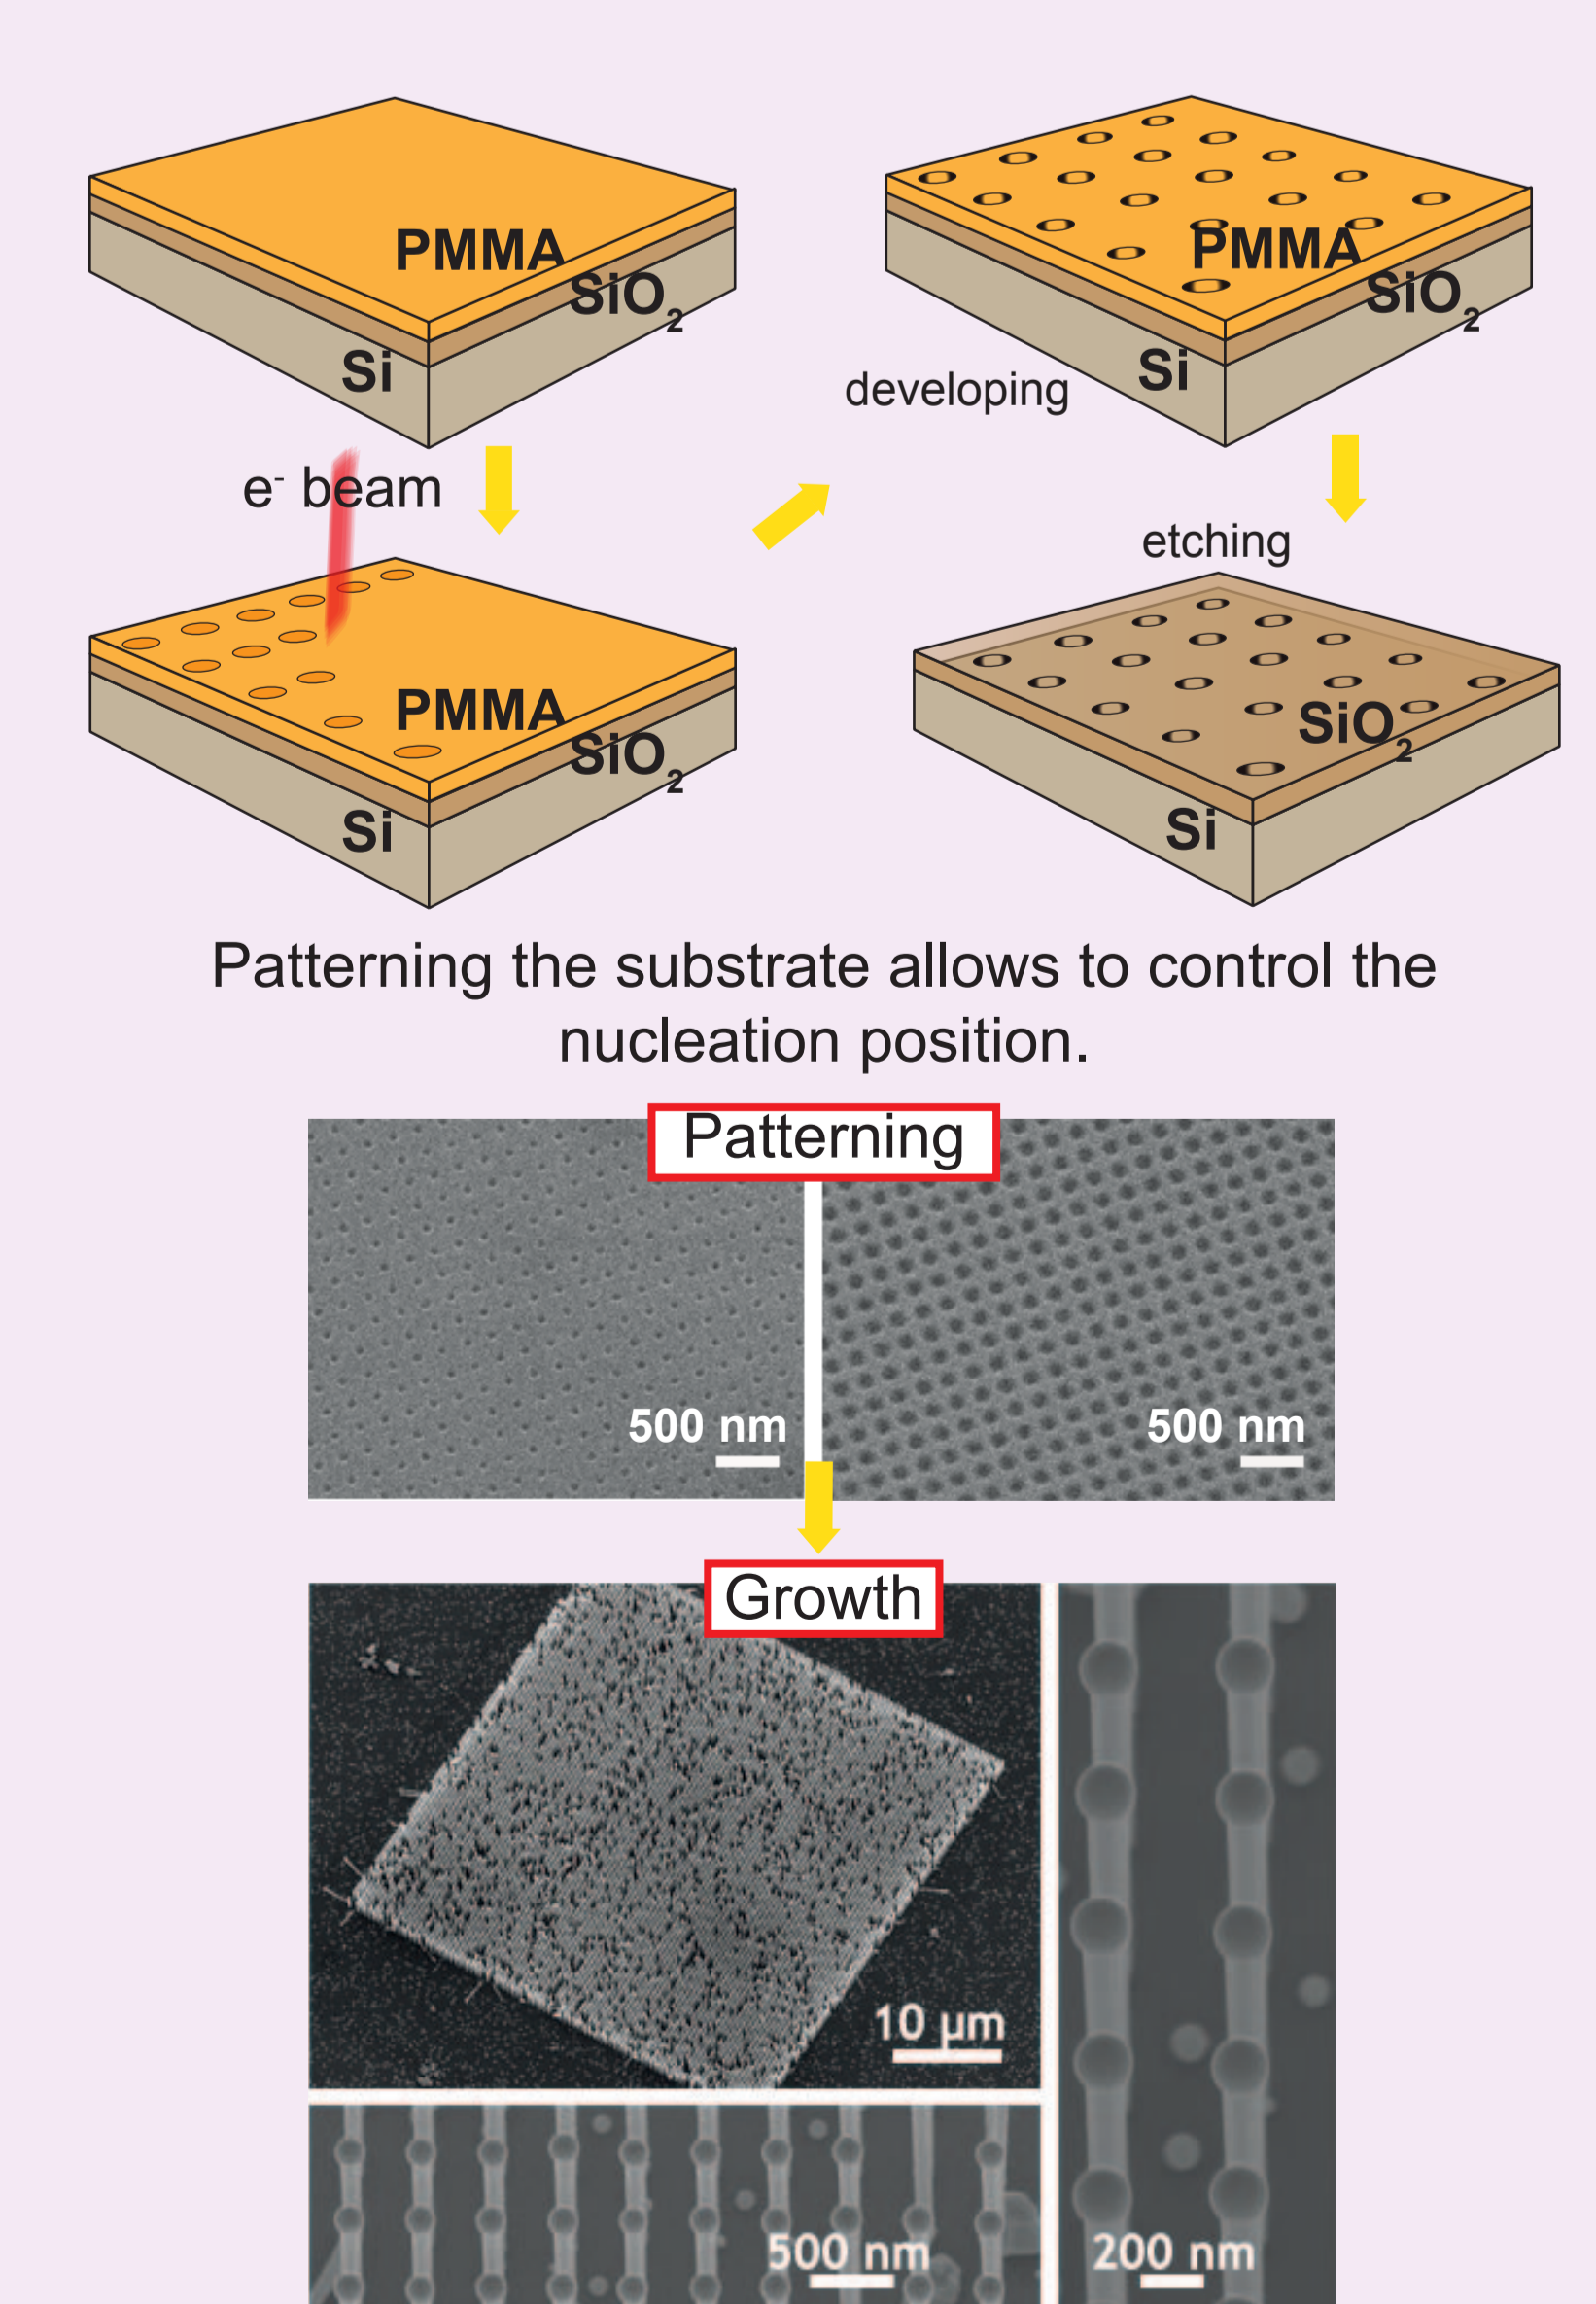 PMMA
SiO2
Si
e- beam
PMMA
SiO2
Si
developing
PMMA
SiO2
Si
etching
SiO2
Si
Patterning the substrate allows to control the
nucleation position.
Patterning
500 nm
500 nm
Growth
10 µm
500 nm
200 nm